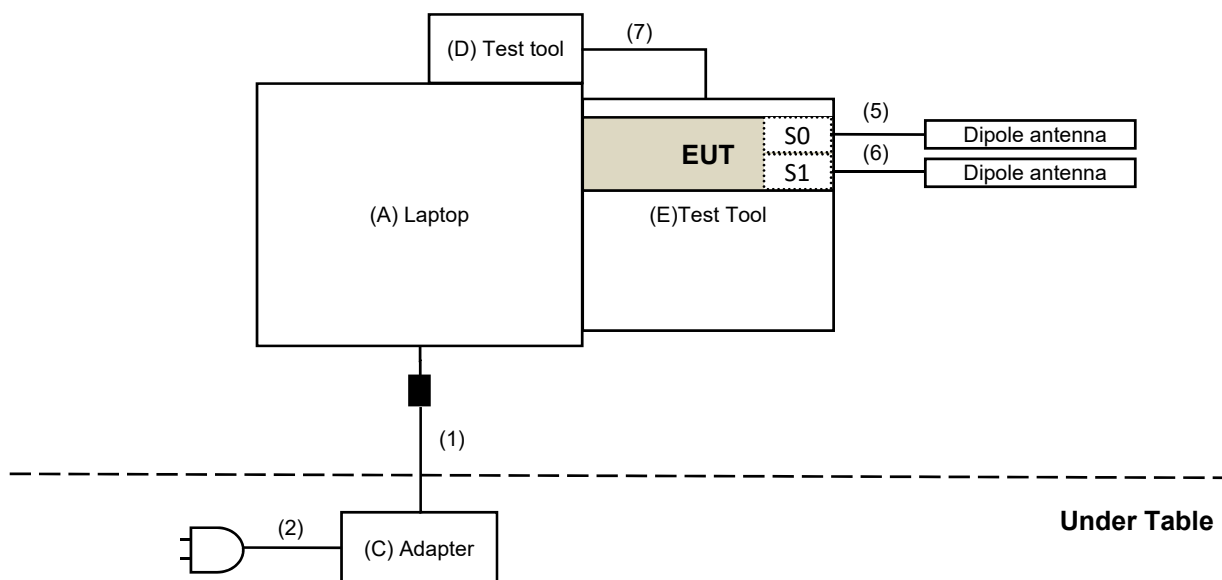 (D) Test tool
(7)
(5)
S0
Dipole antenna
EUT
(6)
S1
Dipole antenna
(A) Laptop
(E)Test Tool
(1)
Under Table
(2)
(C) Adapter